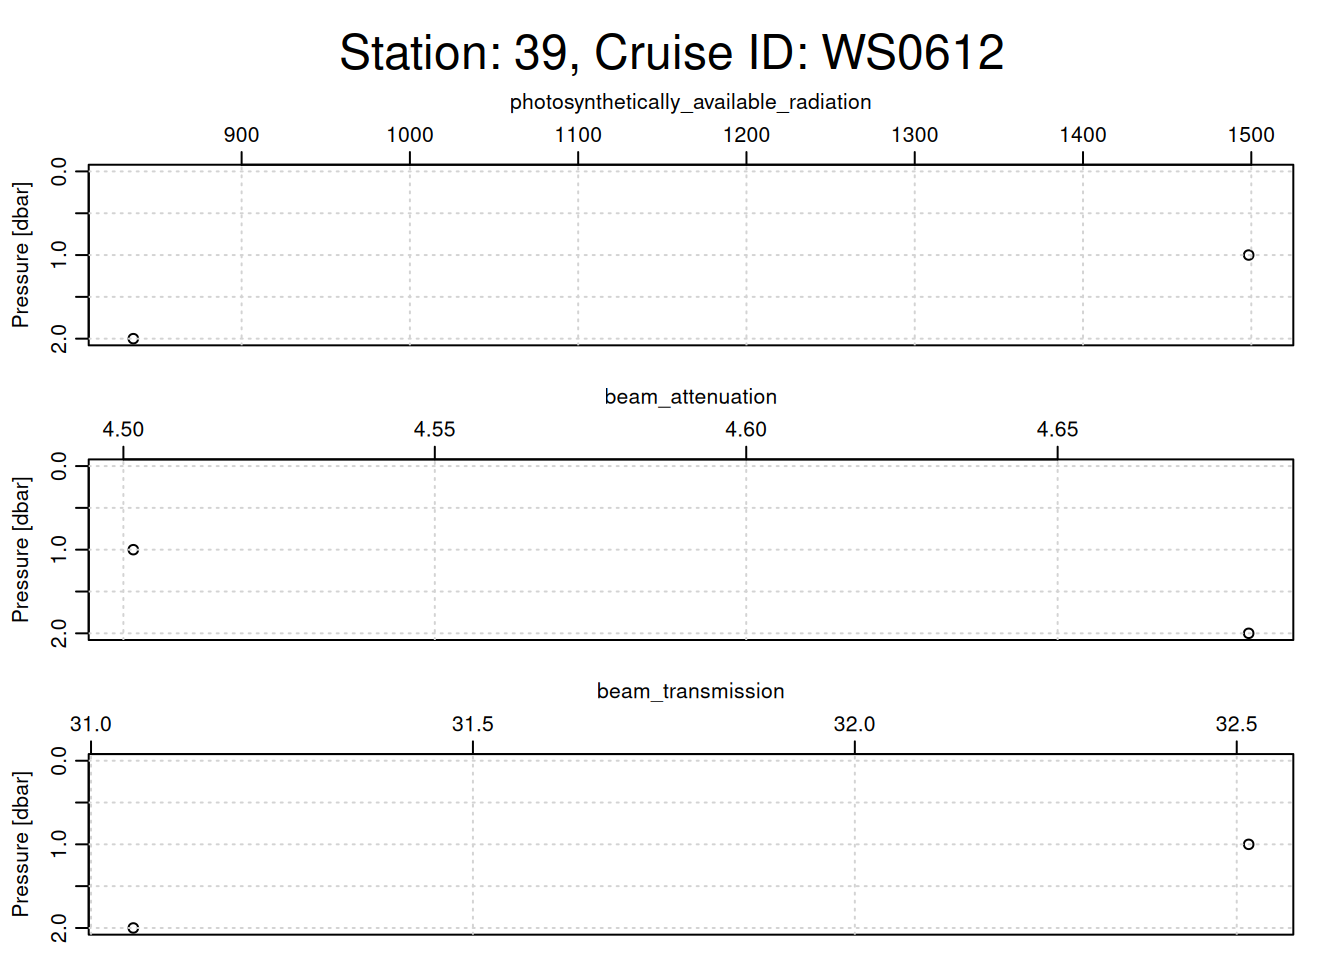 Station: 39, Cruise ID: WS0612
photosynthetically_available_radiation
900 1000 1100 1200 1300 1400 1500
Pressure [dbar]
0.0
1.0
2.0
beam_attenuation
4.50 4.55 4.60 4.65
Pressure [dbar]
0.0
1.0
2.0
beam_transmission
31.0 31.5 32.0 32.5
Pressure [dbar]
0.0
1.0
2.0